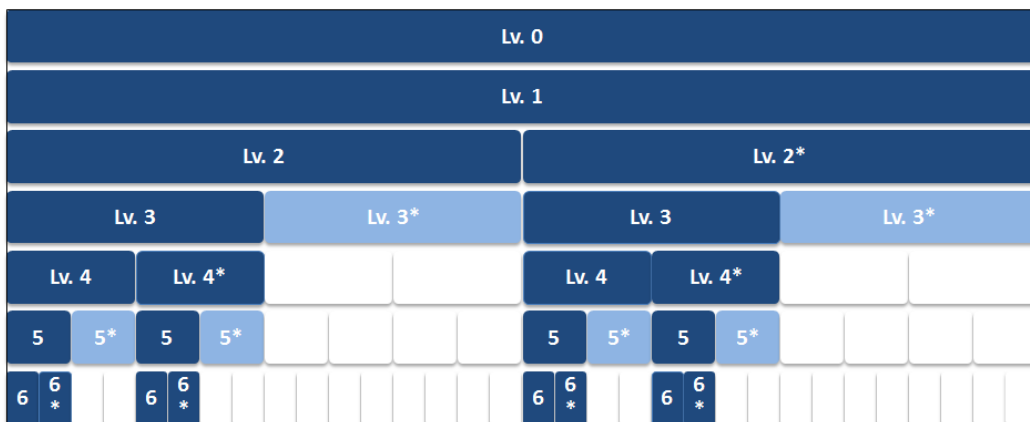 Lv. 0
Lv. 1
Lv. 2 Lv. 2*
Lv. 3 Lv. 3* Lv. 3 Lv. 3*
Lv. 4 Lv. 4* Lv. 4 Lv. 4*
5 5* 5 5* 5 5* 5 5*
6 6* 6 6* 6 6* 6 6*